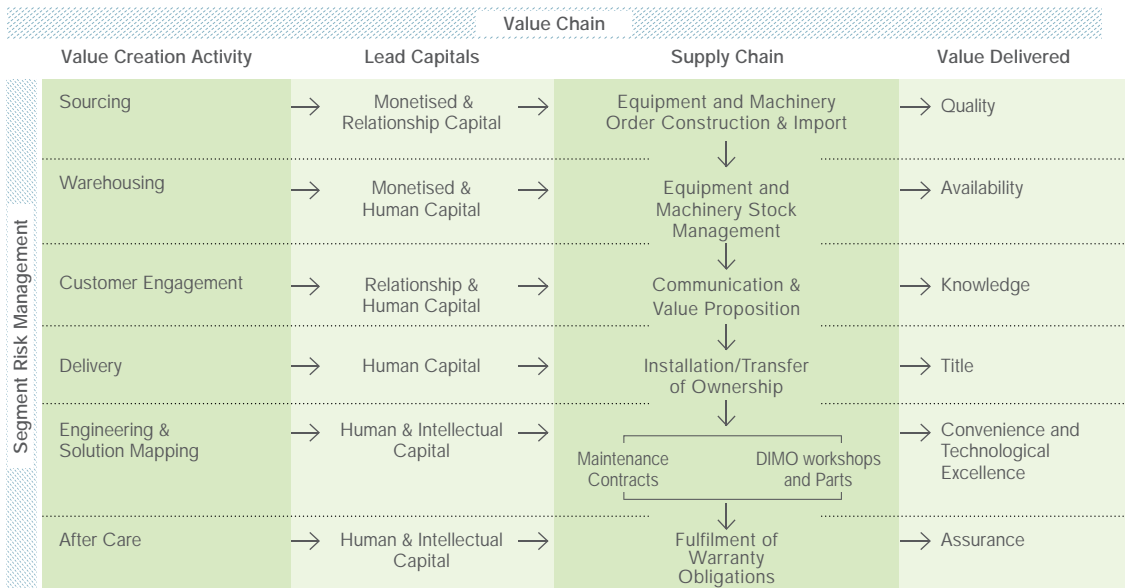 Value Chain
Value Creation Activity
Lead Capitals
Supply Chain
Value Delivered
Segment Risk Management
Sourcing
Monetised &
Relationship Capital
Equipment and Machinery
Order Construction & Import
Quality
Warehousing
Monetised &
Human Capital
Equipment and
Machinery Stock
Management
Availability
Customer Engagement
Relationship &
Human Capital
Communication &
Value Proposition
Knowledge
Delivery
Human Capital
Installation/Transfer
of Ownership
Title
Engineering &
Solution Mapping
Human & Intellectual
Capital
Maintenance
Contracts
DIMO workshops
and Parts
Convenience and
Technological
Excellence
After Care
Human & Intellectual
Capital
Fulfilment of
Warranty
Obligations
Assurance